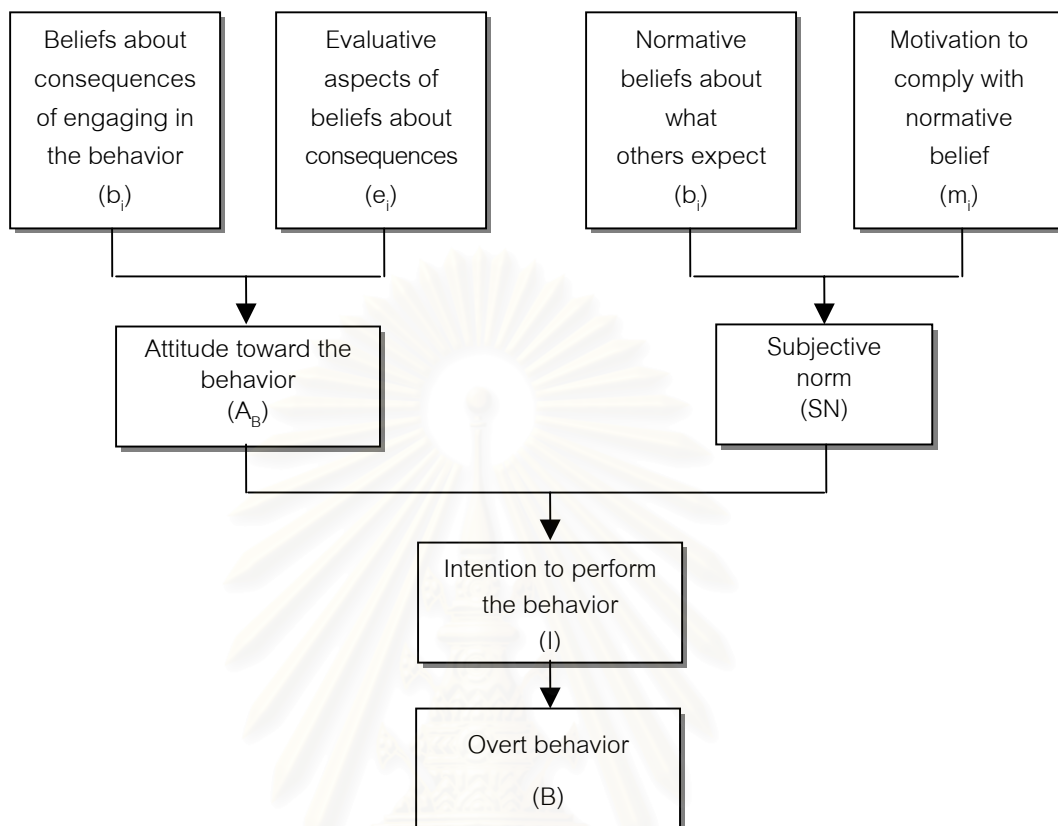 Beliefs about
consequences
of engaging in
the behavior
(bᵢ)
Evaluative
aspects of
beliefs about
consequences
(eᵢ)
Normative
beliefs about
what
others expect
(bᵢ)
Motivation to
comply with
normative
belief
(mᵢ)
Attitude toward the
behavior
(A_B)
Subjective
norm
(SN)
Intention to perform
the behavior
(I)
Overt behavior
(B)